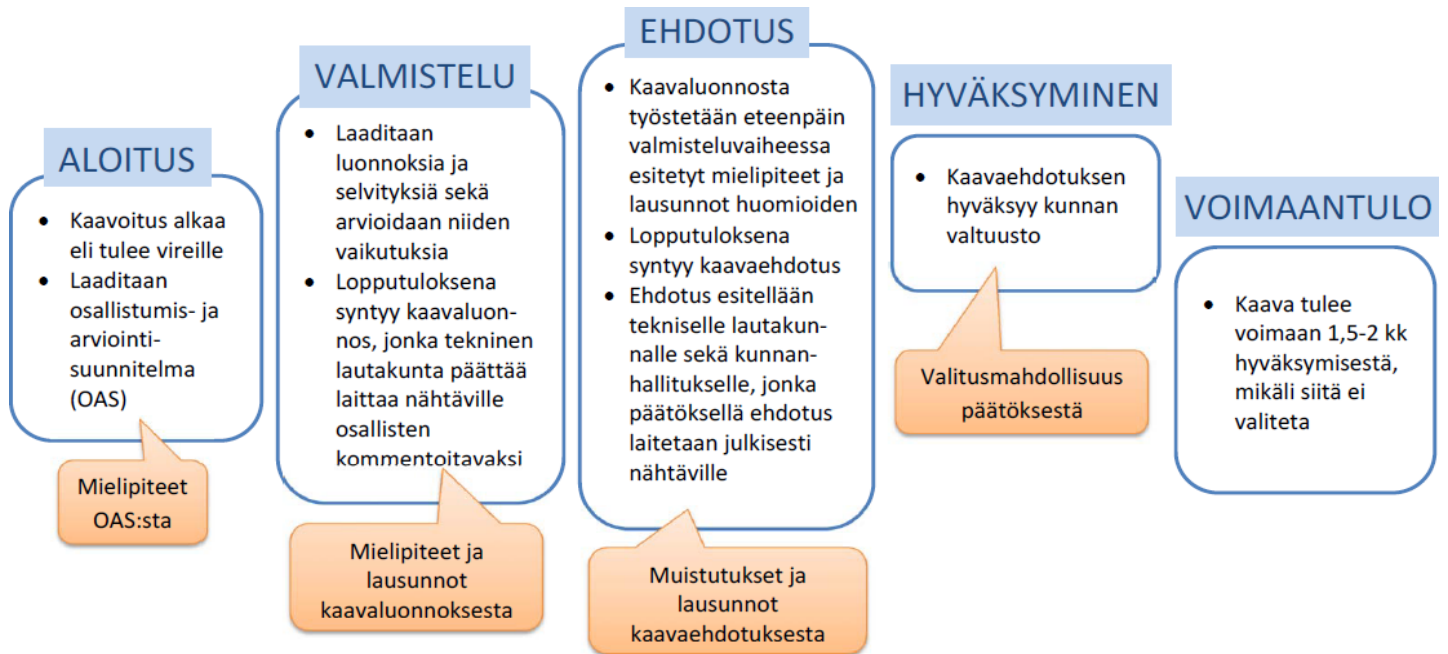 ALOITUS
• Kaavoitus alkaa
eli tulee vireille
• Laaditaan
osallistumis- ja
arviointi-
suunnitelma
(OAS)
Mielipiteet
OAS:sta
VALMISTELU
• Laaditaan
luonnoksia ja
selvityksiä sekä
arvioidaan niiden
vaikutuksia
• Lopputuloksena
syntyy kaavaluon-
nos, jonka tekninen
lautakunta päättää
laittaa nähtäville
osallisten
kommentoitavaksi
Mielipiteet ja
lausunnot
kaavaluonnoksesta
EHDOTUS
• Kaavaluonnosta
työstetään eteenpäin
valmisteluvaiheessa
esitetyt mielipiteet ja
lausunnot huomioiden
• Lopputuloksena
syntyy kaavaehdotus
• Ehdotus esitellään
tekniselle lautakun-
nalle sekä kunnan-
hallitukselle, jonka
päätöksellä ehdotus
laitetaan julkisesti
nähtäville
Muistutukset ja
lausunnot
kaavaehdotuksesta
HYVÄKSYMINEN
• Kaavaehdotuksen
hyväksyy kunnan
valtuusto
Valitusmahdollisuus
päätöksestä
VOIMAANTULO
• Kaava tulee
voimaan 1,5-2 kk
hyväksymisestä,
mikäli siitä ei
valiteta